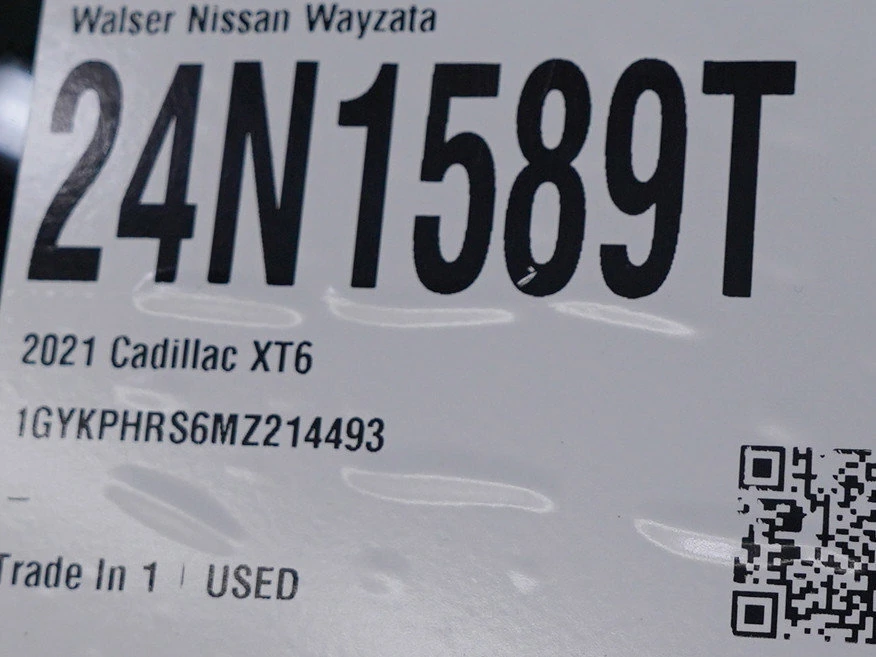 Walser Nissan Wayzata
24N1589T
2021 Cadillac XT6
1GYKPHRS6MZ214493
Trade In 1 | USED